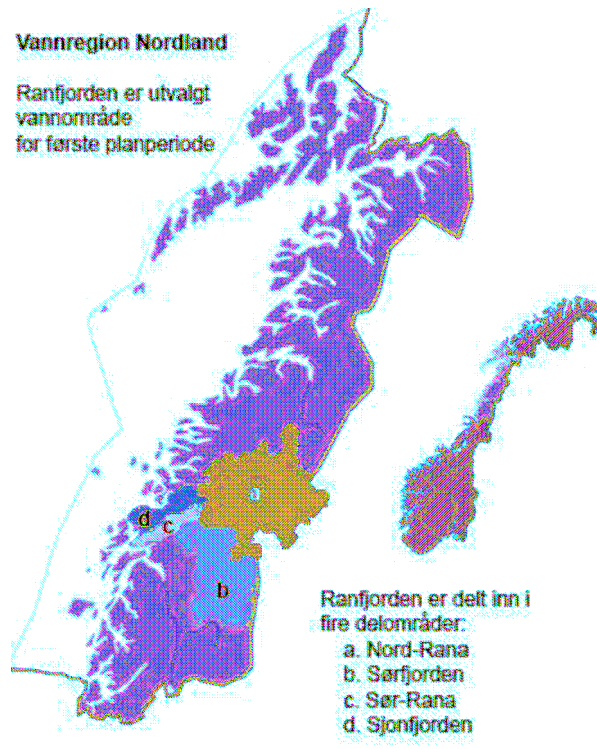 Vannregion Nordland
Ranfjorden er utvalgt
vannområde
for første planperiode
a
d
c
b
Ranfjorden er delt inn i
fire delområder:
a. Nord-Rana
b. Sørfjorden
c. Sør-Rana
d. Sjonfjorden